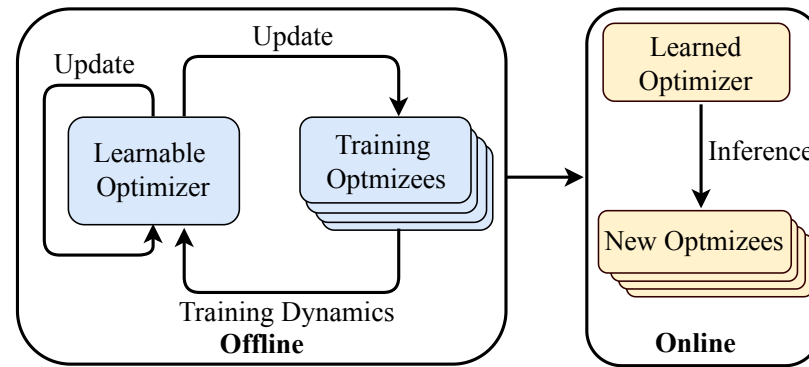 Update
Update
Learnable
Optimizer
Training
Optmizees
Training Dynamics
Offline
Learned
Optimizer
Inference
New Optmizees
Online